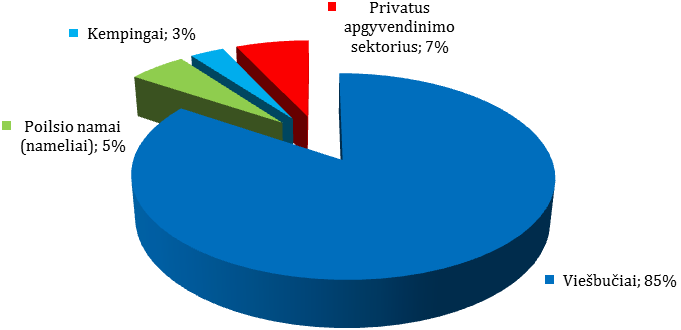 Privatus
apgyvendinimo
sektorius; 7%
Kempingai; 3%
Poilsio namai
(nameliai); 5%
Viešbučiai; 85%